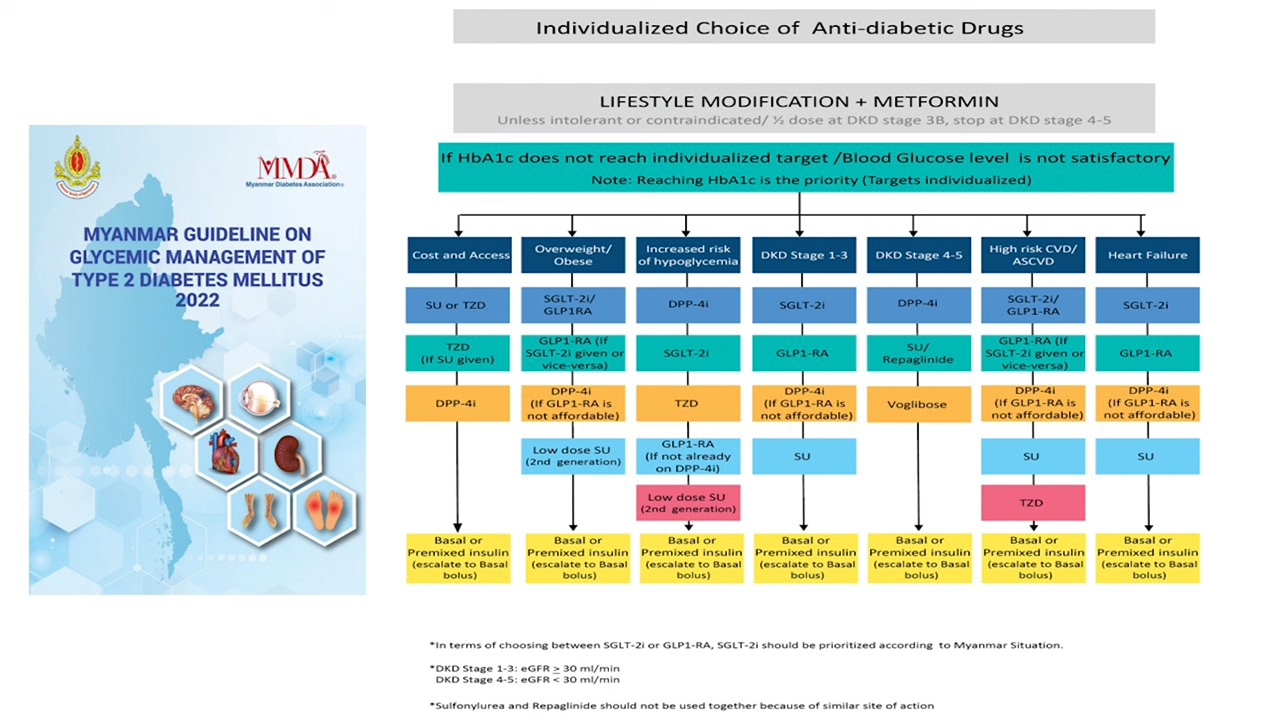 MMDA
Myanmar Diabetes Association
MYANMAR GUIDELINE ON
GLYCEMIC MANAGEMENT OF
TYPE 2 DIABETES MELLITUS
2022
Individualized Choice of Anti-diabetic Drugs
LIFESTYLE MODIFICATION + METFORMIN
Unless intolerant or contraindicated/ ½ dose at DKD stage 3B, stop at DKD stage 4-5
If HbA1c does not reach individualized target /Blood Glucose level is not satisfactory
Note: Reaching HbA1c is the priority (Targets individualized)
Cost and Access
SU or TZD
TZD
(If SU given)
DPP-4i
Basal or
Premixed insulin
(escalate to Basal
bolus)
Overweight/
Obese
SGLT-2i/
GLP1RA
GLP1-RA (If
SGLT-2i given or
vice-versa)
DPP-4i
(If GLP1-RA is
not affordable)
Low dose SU
(2nd generation)
Basal or
Premixed insulin
(escalate to Basal
bolus)
Increased risk
of hypoglycemia
DPP-4i
SGLT-2i
TZD
GLP1-RA
(If not already
on DPP-4i)
Low dose SU
(2nd generation)
Basal or
Premixed insulin
(escalate to Basal
bolus)
DKD Stage 1-3
SGLT-2i
GLP1-RA
DPP-4i
(If GLP1-RA is
not affordable)
SU
Basal or
Premixed insulin
(escalate to Basal
bolus)
DKD Stage 4-5
DPP-4i
SU/
Repaglinide
Voglibose
Basal or
Premixed insulin
(escalate to Basal
bolus)
High risk CVD/
ASCVD
SGLT-2i/
GLP1-RA
GLP1-RA (If
SGLT-2i given or
vice-versa)
DPP-4i
(If GLP1-RA is
not affordable)
SU
TZD
Basal or
Premixed insulin
(escalate to Basal
bolus)
Heart Failure
SGLT-2i
GLP1-RA
DPP-4i
(If GLP1-RA is
not affordable)
SU
Basal or
Premixed insulin
(escalate to Basal
bolus)
*In terms of choosing between SGLT-2i or GLP1-RA, SGLT-2i should be prioritized according to Myanmar Situation.
*DKD Stage 1-3: eGFR ≥ 30 ml/min
DKD Stage 4-5: eGFR < 30 ml/min
*Sulfonylurea and Repaglinide should not be used together because of similar site of action